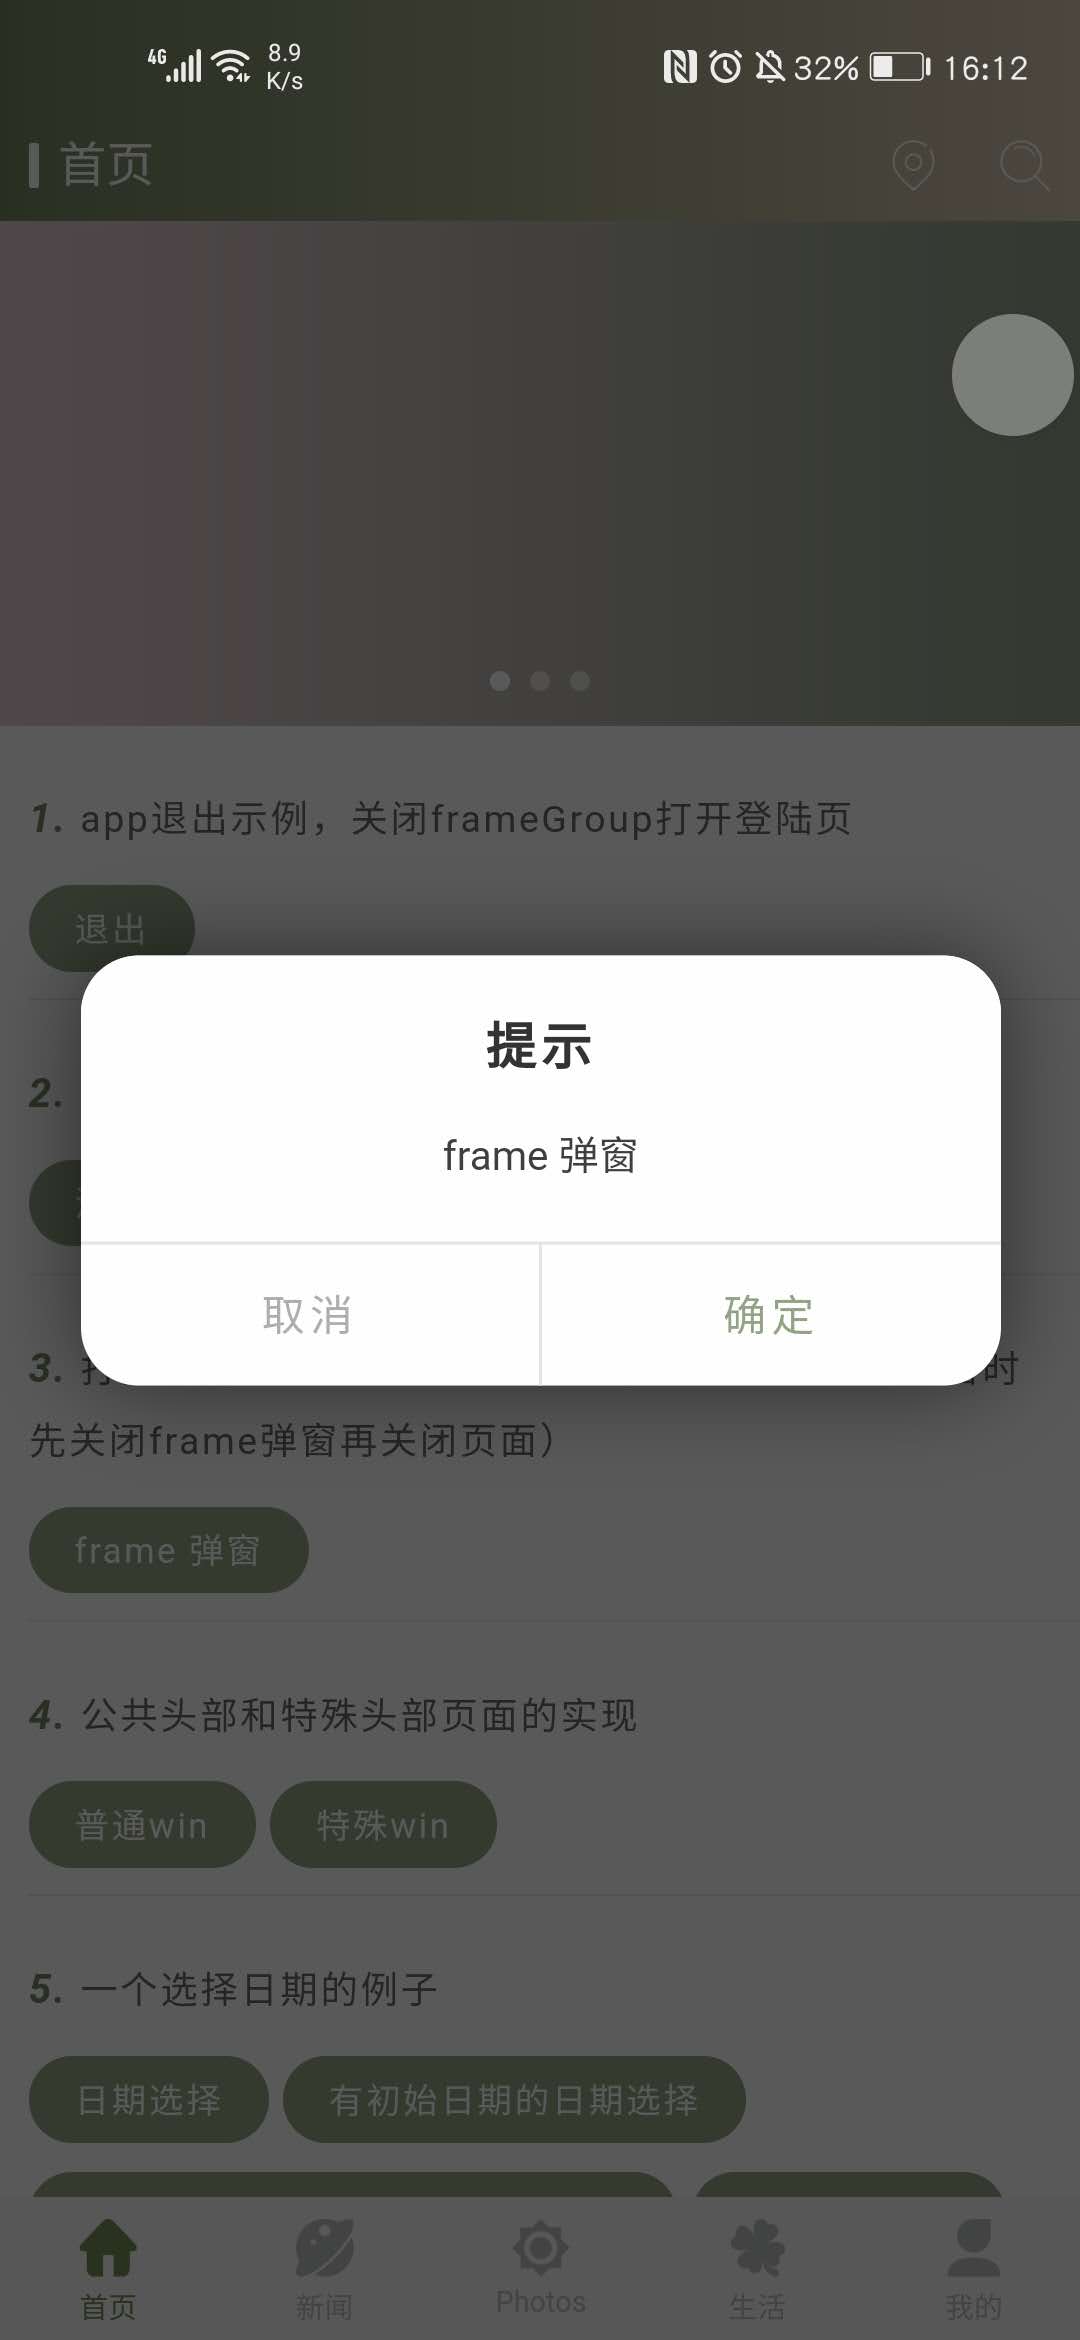 4G 8.9 K/s 32% 16:12
首页
1. app退出示例，关闭frameGroup打开登陆页
退出
提示
2.
frame 弹窗
取消 确定
3. 时
先关闭frame弹窗再关闭页面）
frame 弹窗
4. 公共头部和特殊头部页面的实现
普通win 特殊win
5. 一个选择日期的例子
日期选择 有初始日期的日期选择
首页 新闻 Photos 生活 我的